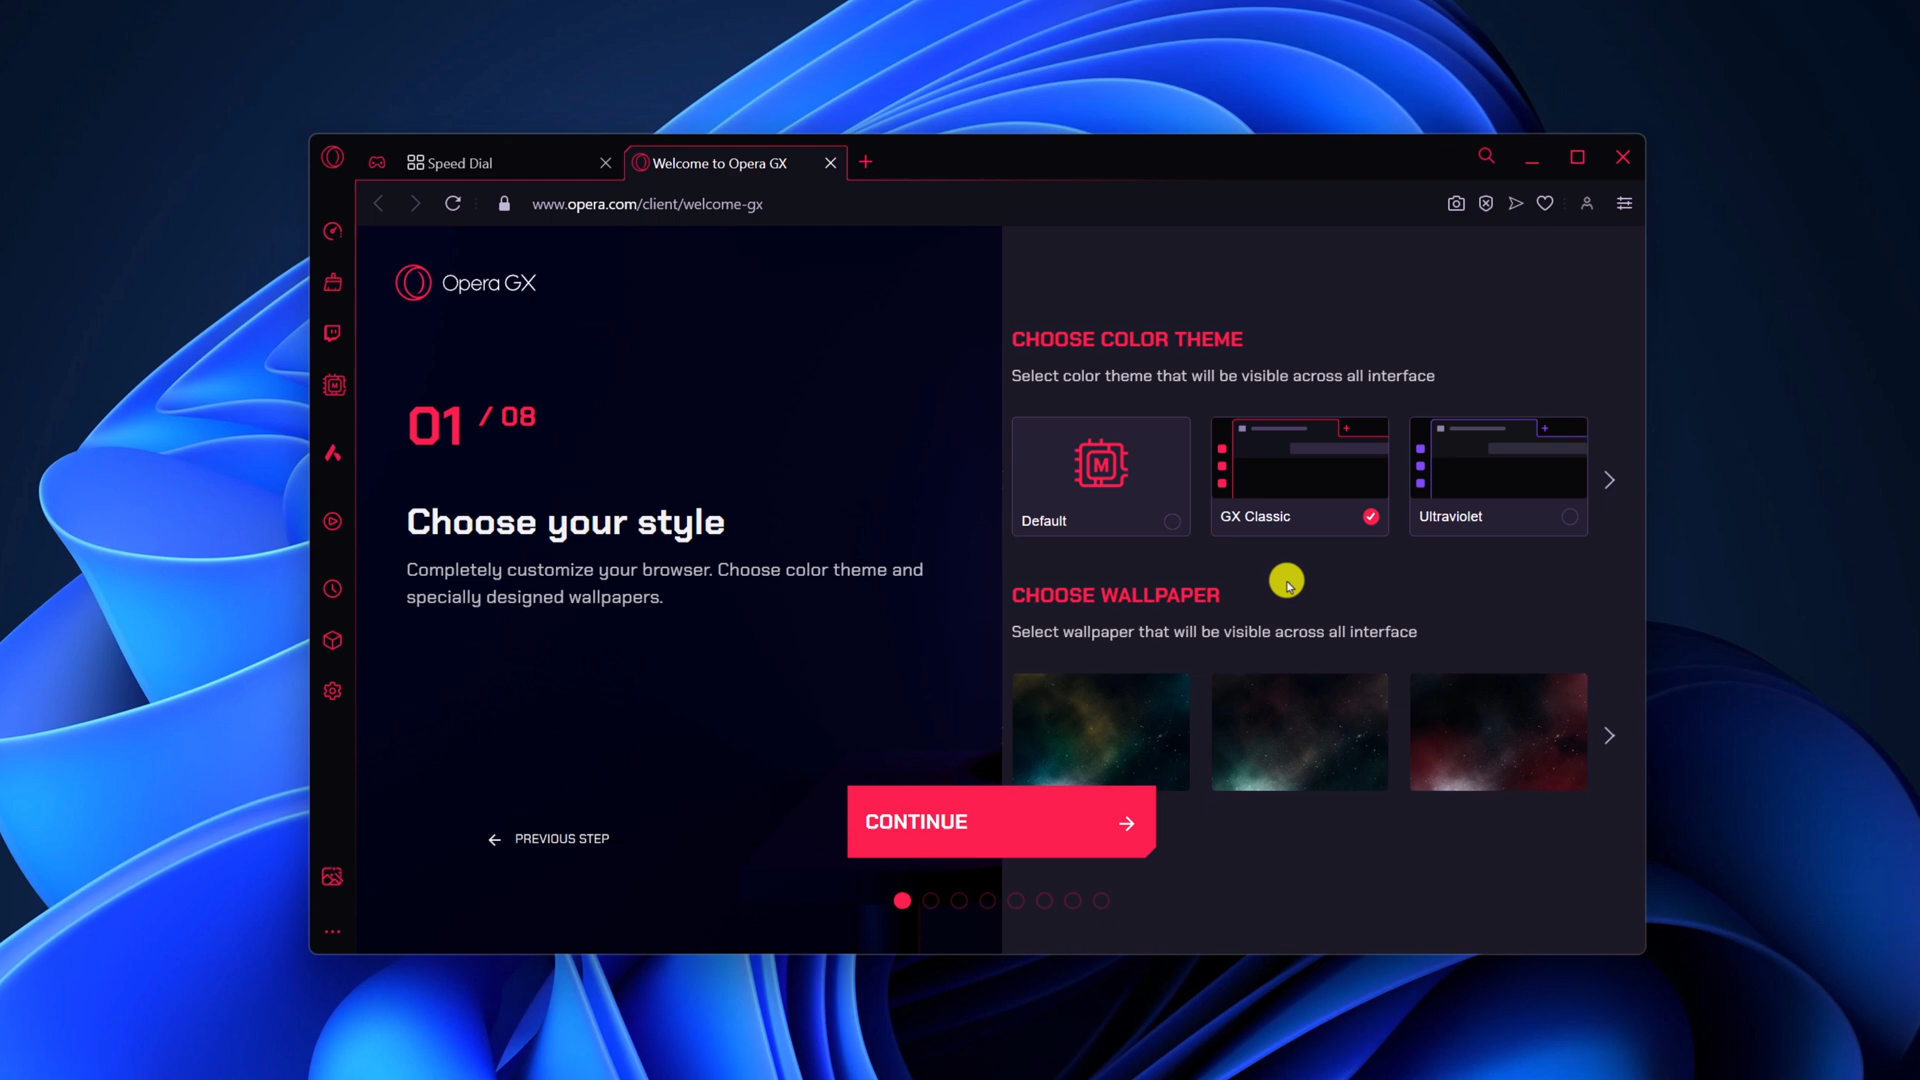 Speed Dial
Welcome to Opera GX
www.opera.com/client/welcome-gx
Opera GX
01 / 08
Choose your style
Completely customize your browser. Choose color theme and
specially designed wallpapers.
PREVIOUS STEP
CONTINUE
CHOOSE COLOR THEME
Select color theme that will be visible across all interface
M
Default
GX Classic
Ultraviolet
CHOOSE WALLPAPER
Select wallpaper that will be visible across all interface